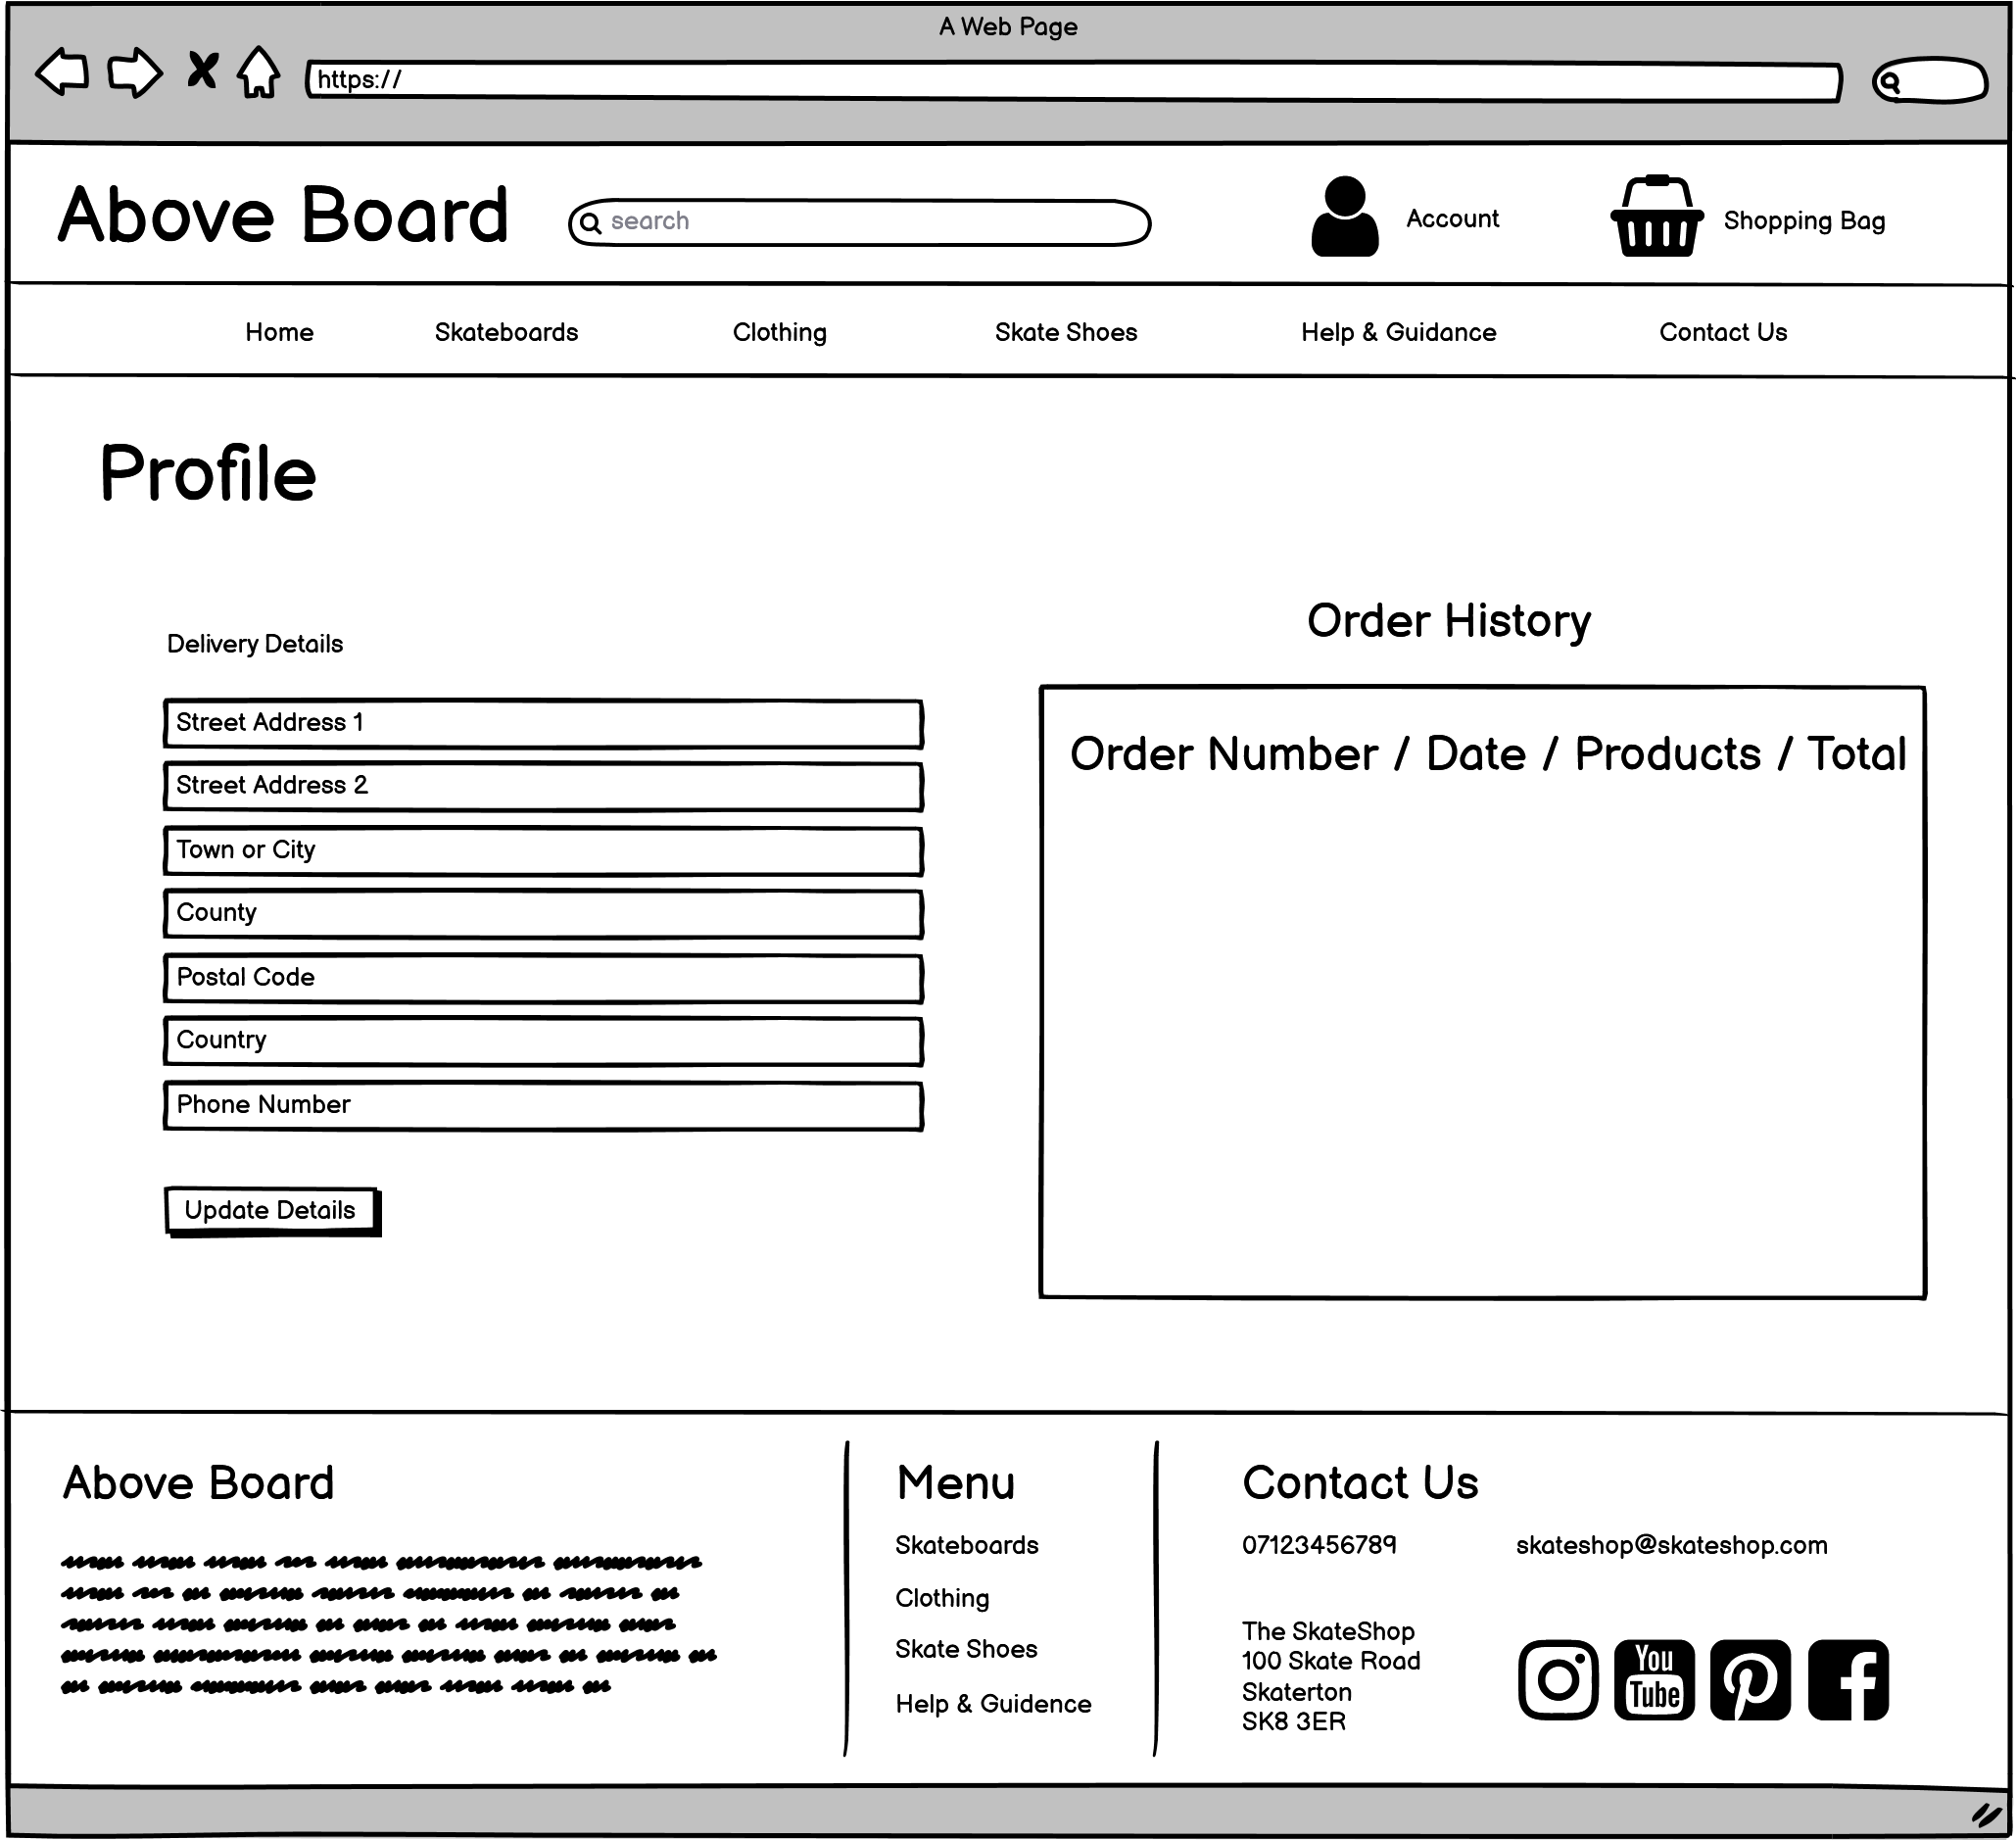 A Web Page
https://
Above Board
search
Account
Shopping Bag
Home
Skateboards
Clothing
Skate Shoes
Help & Guidance
Contact Us
Profile
Delivery Details
Street Address 1
Street Address 2
Town or City
County
Postal Code
Country
Phone Number
Update Details
Order History
Order Number / Date / Products / Total
Above Board
Menu
Skateboards
Clothing
Skate Shoes
Help & Guidence
Contact Us
07123456789
skateshop@skateshop.com
The SkateShop
100 Skate Road
Skaterton
SK8 3ER
You
Tube